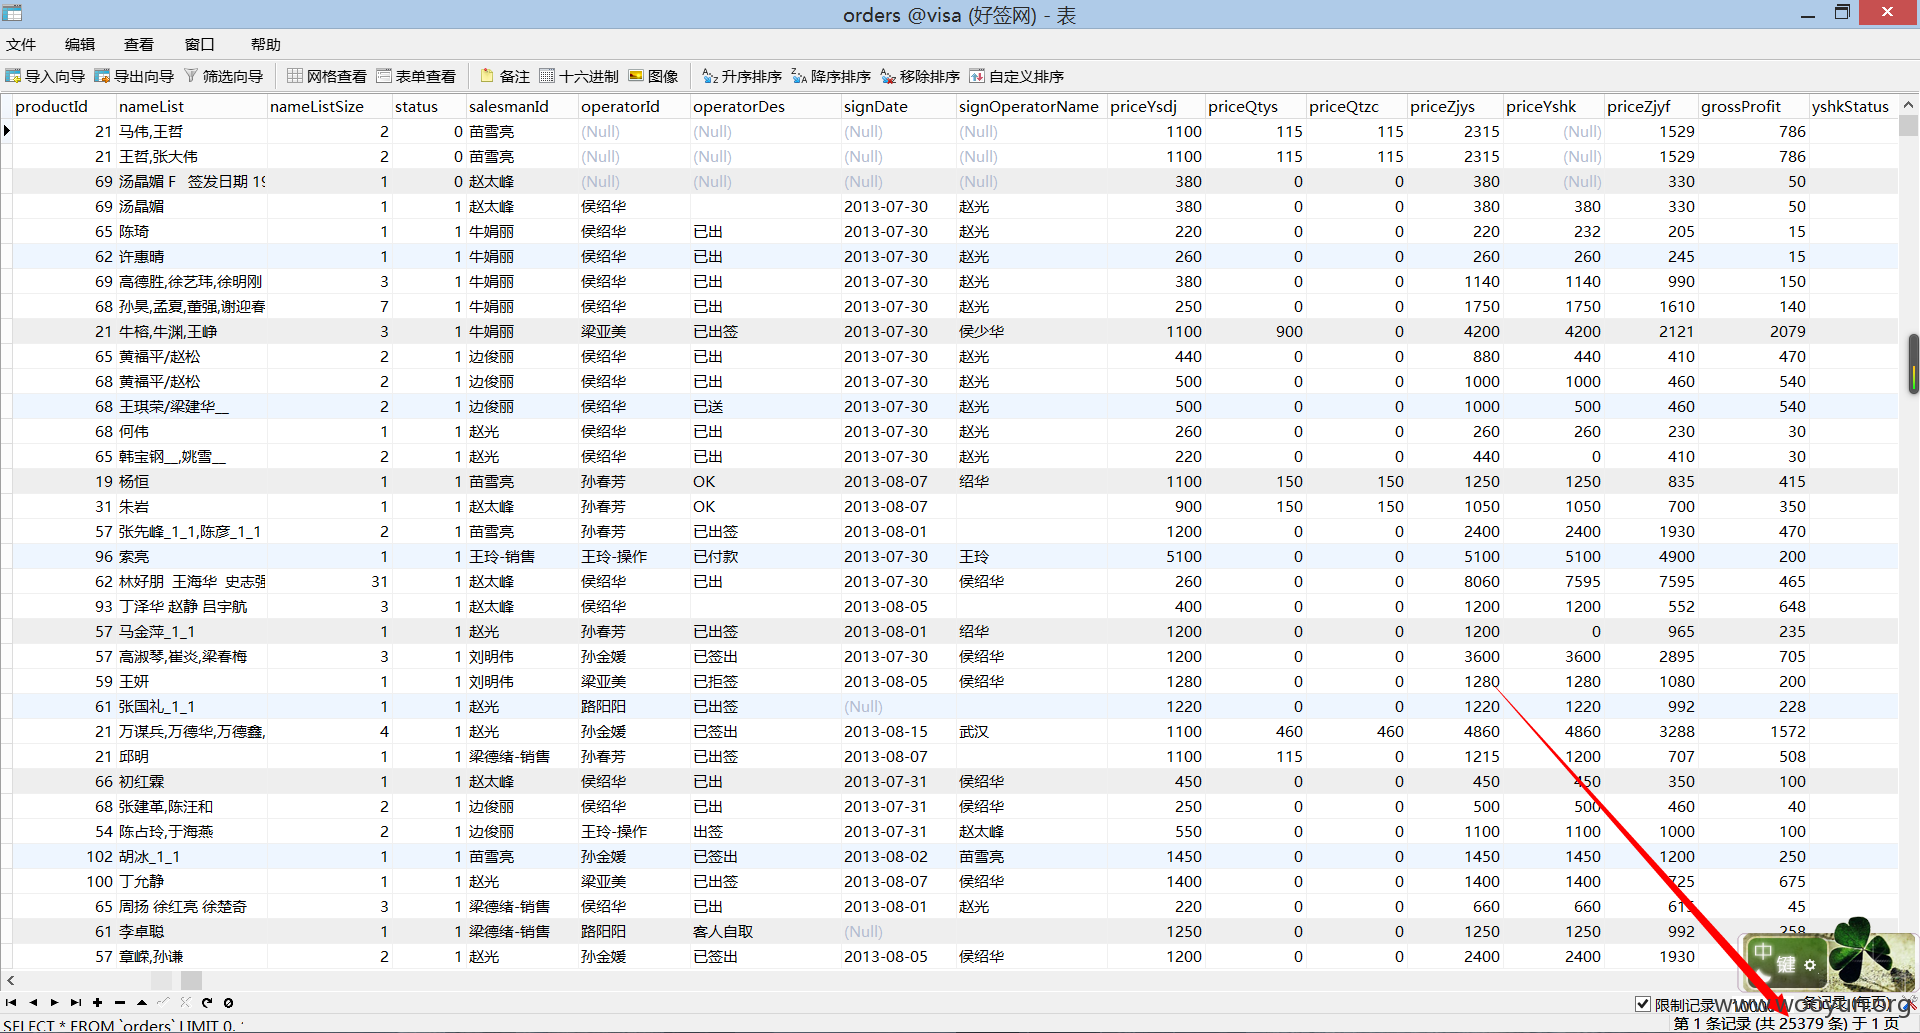 orders @visa (好签网) - 表
文件 编辑 查看 窗口 帮助
导入向导 导出向导 筛选向导 网格查看 表单查看 备注 十六进制 图像 升序排序 降序排序 移除排序 自定义排序
productId nameList nameListSize status salesmanId operatorId operatorDes signDate signOperatorName priceYsdj priceQtys priceQtzc priceZjys priceYshk priceZjyf grossProfit yshkStatus
21 马伟,王哲 2 0 苗雪亮 (Null) (Null) (Null) (Null) 1100 115 115 2315 (Null) 1529 786
21 王哲,张大伟 2 0 苗雪亮 (Null) (Null) (Null) (Null) 1100 115 115 2315 (Null) 1529 786
69 汤晶媚 F 签发日期 19 1 0 赵太峰 (Null) (Null) (Null) (Null) 380 0 0 380 (Null) 330 50
69 汤晶媚 1 1 赵太峰 侯绍华 2013-07-30 赵光 380 0 0 380 380 330 50
65 陈琦 1 1 牛娟丽 侯绍华 已出 2013-07-30 赵光 220 0 0 220 232 205 15
62 许惠晴 1 1 牛娟丽 侯绍华 已出 2013-07-30 赵光 260 0 0 260 260 245 15
69 高德胜,徐艺玮,徐明刚 3 1 牛娟丽 侯绍华 已出 2013-07-30 赵光 380 0 0 1140 1140 990 150
68 孙昊,孟夏,董强,谢迎春 7 1 牛娟丽 侯绍华 已出 2013-07-30 赵光 250 0 0 1750 1750 1610 140
21 牛榕,牛渊,王峥 3 1 牛娟丽 梁亚美 已出签 2013-07-30 侯少华 1100 900 0 4200 4200 2121 2079
65 黄福平/赵松 2 1 边俊丽 侯绍华 已出 2013-07-30 赵光 440 0 0 880 440 410 470
68 黄福平/赵松 2 1 边俊丽 侯绍华 已出 2013-07-30 赵光 500 0 0 1000 1000 460 540
68 王琪荣/梁建华__ 2 1 边俊丽 侯绍华 已送 2013-07-30 赵光 500 0 0 1000 500 460 540
68 何伟 1 1 赵光 侯绍华 已出 2013-07-30 赵光 260 0 0 260 260 230 30
65 韩宝钢__,姚雪__ 2 1 赵光 侯绍华 已出 2013-07-30 赵光 220 0 0 440 0 410 30
19 杨恒 1 1 苗雪亮 孙春芳 OK 2013-08-07 绍华 1100 150 150 1250 1250 835 415
31 朱岩 1 1 赵太峰 孙春芳 OK 2013-08-07 900 150 150 1050 1050 700 350
57 张先峰_1_1,陈彦_1_1 2 1 苗雪亮 孙春芳 已出签 2013-08-01 1200 0 0 2400 2400 1930 470
96 索亮 1 1 王玲-销售 王玲-操作 已付款 2013-07-30 王玲 5100 0 0 5100 5100 4900 200
62 林好朋 王海华 史志强 31 1 赵太峰 侯绍华 已出 2013-07-30 侯绍华 260 0 0 8060 7595 7595 465
93 丁泽华 赵静 吕宇航 3 1 赵太峰 侯绍华 2013-08-05 400 0 0 1200 1200 552 648
57 马金萍_1_1 1 1 赵光 孙春芳 已出签 2013-08-01 绍华 1200 0 0 1200 0 965 235
57 高淑琴,崔炎,梁春梅 3 1 刘明伟 孙金媛 已签出 2013-07-30 侯绍华 1200 0 0 3600 3600 2895 705
59 王妍 1 1 刘明伟 梁亚美 已拒签 2013-08-05 侯绍华 1280 0 0 1280 1280 1080 200
61 张国礼_1_1 1 1 赵光 路阳阳 已出签 (Null) 1220 0 0 1220 1220 992 228
21 万谋兵,万德华,万德鑫, 4 1 赵光 孙金媛 已签出 2013-08-15 武汉 1100 460 460 4860 4860 3288 1572
21 邱明 1 1 梁德绪-销售 孙春芳 已出签 2013-08-07 1100 115 0 1215 1200 707 508
66 初红霖 1 1 赵太峰 侯绍华 已出 2013-07-31 侯绍华 450 0 0 450 450 350 100
68 张建革,陈汪和 2 1 边俊丽 侯绍华 已出 2013-07-31 侯绍华 250 0 0 500 500 460 40
54 陈占玲,于海燕 2 1 边俊丽 王玲-操作 出签 2013-07-31 赵太峰 550 0 0 1100 1100 1000 100
102 胡冰_1_1 1 1 苗雪亮 孙金媛 已签出 2013-08-02 苗雪亮 1450 0 0 1450 1450 1200 250
100 丁允静 1 1 赵光 梁亚美 已出签 2013-08-07 侯绍华 1400 0 0 1400 1400 725 675
65 周扬 徐红亮 徐楚奇 3 1 梁德绪-销售 侯绍华 已出 2013-08-01 赵光 220 0 0 660 660 615 45
61 李卓聪 1 1 梁德绪-销售 路阳阳 客人自取 (Null) 1250 0 0 1250 1250 992 258
57 章嵘,孙谦 2 1 赵光 孙金媛 已签出 2013-08-05 侯绍华 1200 0 0 2400 2400 1930
中 键
限制记录 条记录(每页)
www.wooyun.org
SELECT * FROM `orders` LIMIT 0,
第 1 条记录 (共 25379 条) 于 1 页